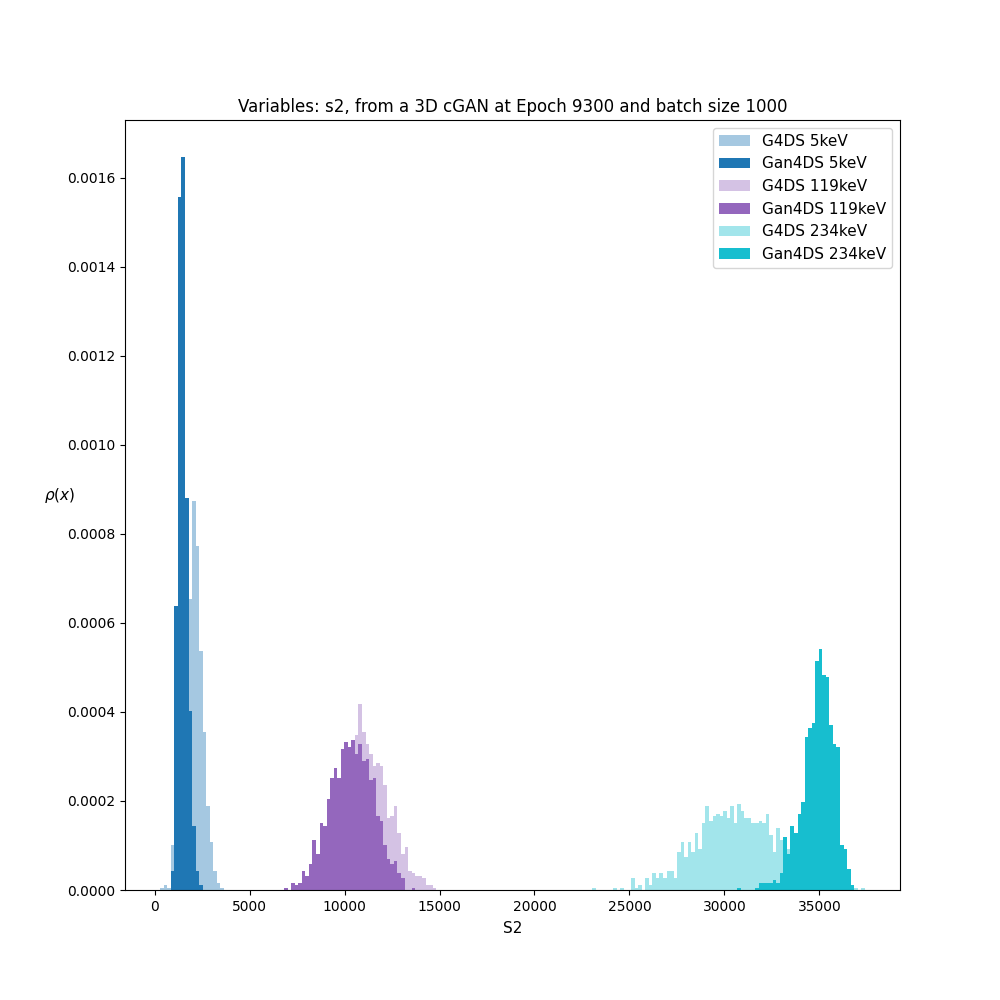 Variables: s2, from a 3D cGAN at Epoch 9300 and batch size 1000
G4DS 5keV
Gan4DS 5keV
G4DS 119keV
Gan4DS 119keV
G4DS 234keV
Gan4DS 234keV
0.0016
0.0014
0.0012
0.0010
0.0008
0.0006
0.0004
0.0002
0.0000
ρ(x)
0 5000 10000 15000 20000 25000 30000 35000
S2